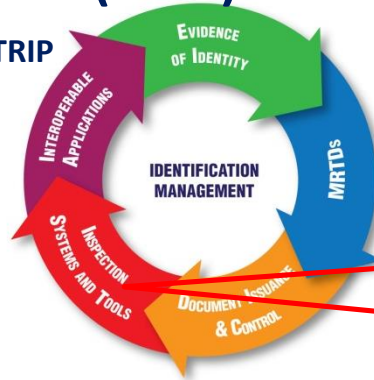 TRIP
EVIDENCE
OF IDENTITY
MRTDS
DOCUMENT ISSUANCE
& CONTROL
INSPECTION
SYSTEMS AND TOOLS
INTEROPERABLE
APPLICATIONS
IDENTIFICATION
MANAGEMENT